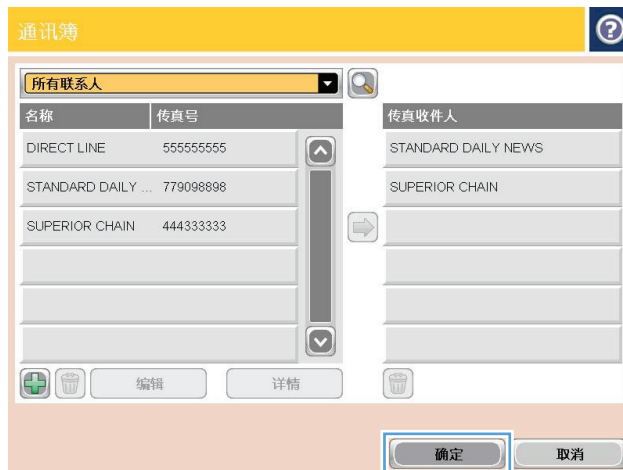 通讯簿
所有联系人
名称 传真号 传真收件人
DIRECT LINE 555555555 STANDARD DAILY NEWS
STANDARD DAILY ... 779098898 SUPERIOR CHAIN
SUPERIOR CHAIN 444333333
编辑 详情
确定 取消